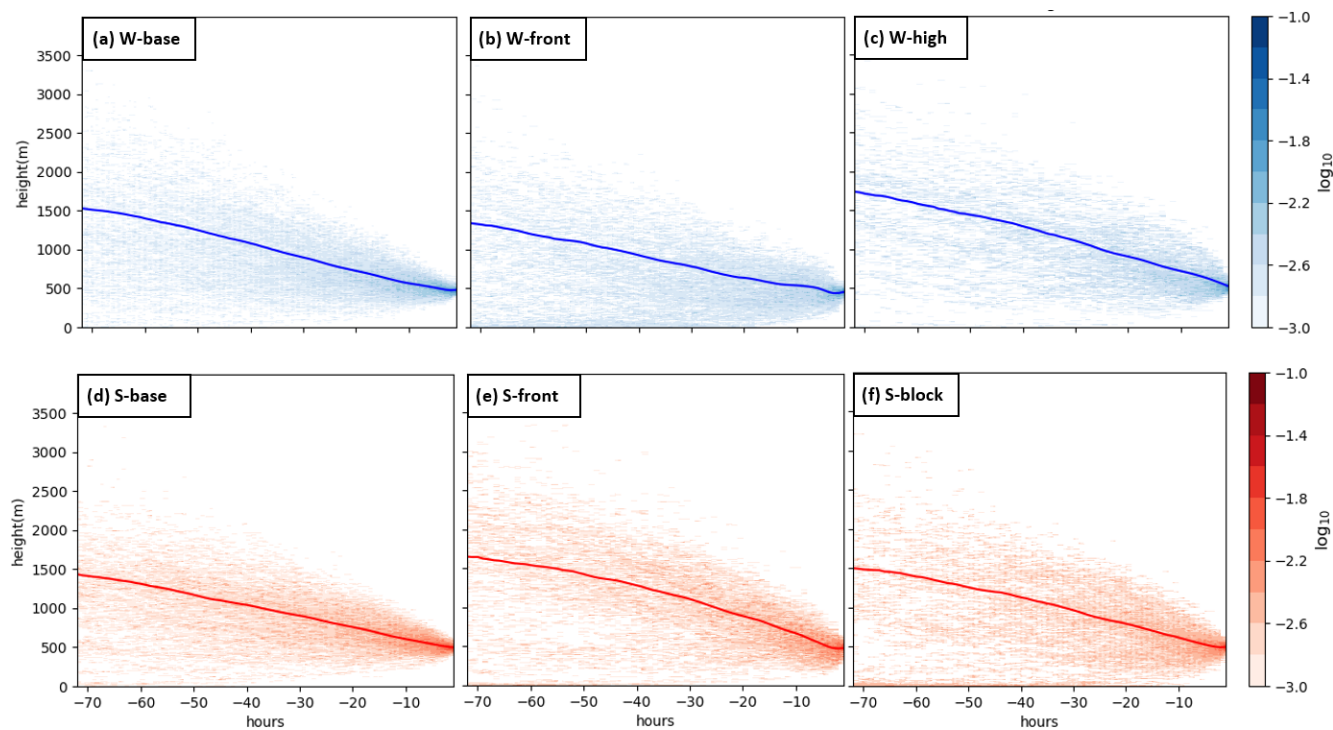 (a) W-base
(b) W-front
(c) W-high
3500
3000
2500
2000
1500
1000
500
0
height(m)
−1.0
−1.4
−1.8
−2.2
−2.6
−3.0
log10
(d) S-base
(e) S-front
(f) S-block
3500
3000
2500
2000
1500
1000
500
0
height(m)
−70 −60 −50 −40 −30 −20 −10
−70 −60 −50 −40 −30 −20 −10
−70 −60 −50 −40 −30 −20 −10
hours
hours
hours
−1.0
−1.4
−1.8
−2.2
−2.6
−3.0
log10